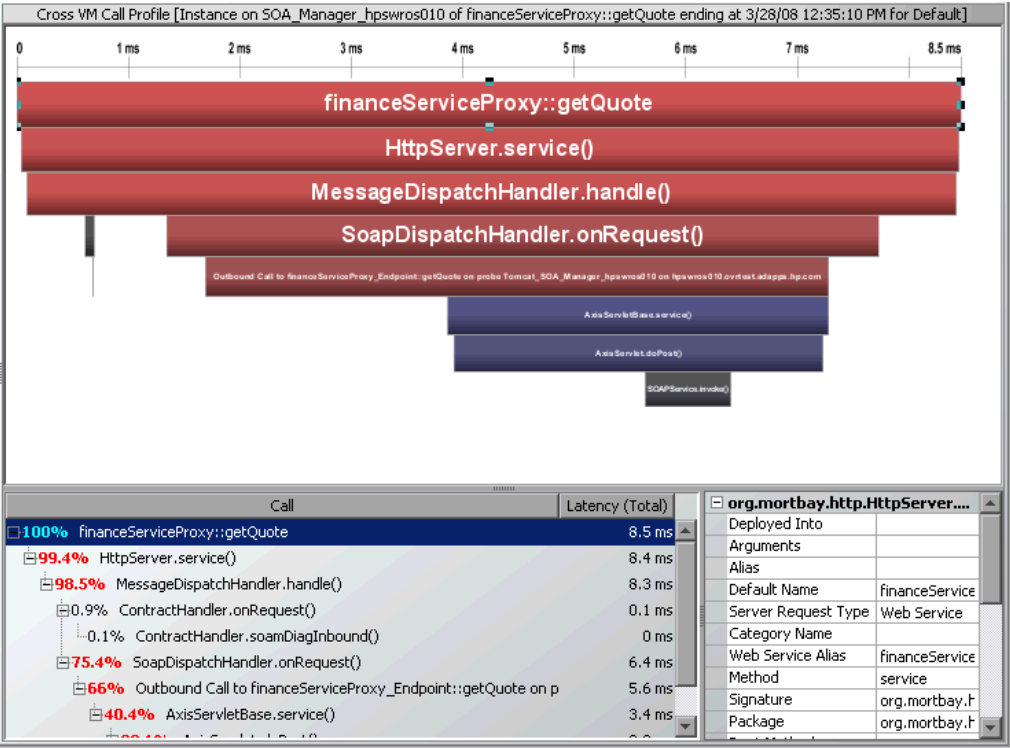 Cross VM Call Profile [Instance on SOA_Manager_hpswros010 of financeServiceProxy::getQuote ending at 3/28/08 12:35:10 PM for Default]
0 1 ms 2 ms 3 ms 4 ms 5 ms 6 ms 7 ms 8.5 ms
financeServiceProxy::getQuote
HttpServer.service()
MessageDispatchHandler.handle()
SoapDispatchHandler.onRequest()
Outbound Call to financeServiceProxy_Endpoint::getQuote on probe Tomcat_SOA_Manager_hpswros010 on hpswros010.ovrtest.adapps.hp.com
AxisServletBase.service()
AxisServlet.doPost()
SOAPService.invoke()
Call Latency (Total)
100% financeServiceProxy::getQuote 8.5 ms
99.4% HttpServer.service() 8.4 ms
98.5% MessageDispatchHandler.handle() 8.3 ms
0.9% ContractHandler.onRequest() 0.1 ms
0.1% ContractHandler.soamDiagInbound() 0 ms
75.4% SoapDispatchHandler.onRequest() 6.4 ms
66% Outbound Call to financeServiceProxy_Endpoint::getQuote on p 5.6 ms
40.4% AxisServletBase.service() 3.4 ms
org.mortbay.http.HttpServer....
Deployed Into
Arguments
Alias
Default Name financeService
Server Request Type Web Service
Category Name
Web Service Alias financeService
Method service
Signature org.mortbay.h
Package org.mortbay.h